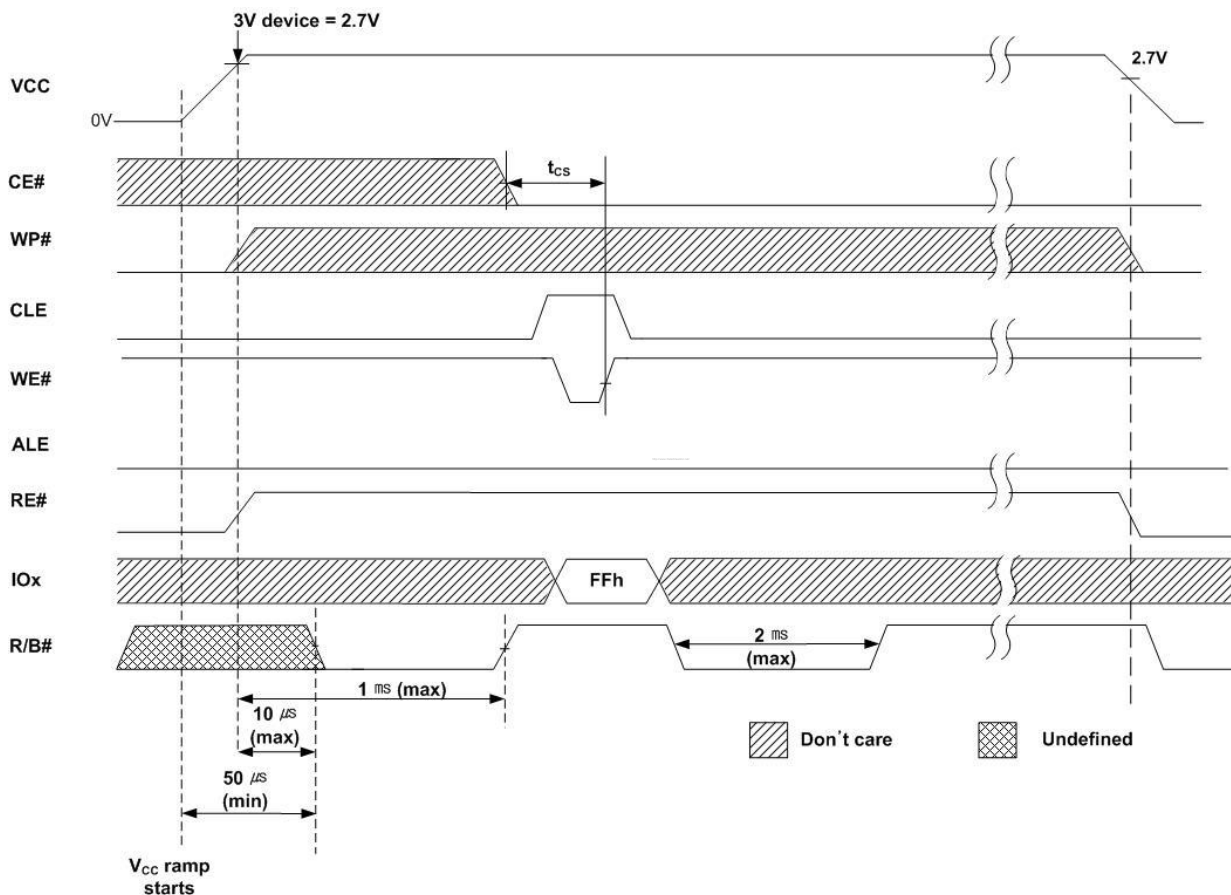 3V device = 2.7V
VCC
2.7V
0V
CE#
tCS
WP#
CLE
WE#
ALE
RE#
IOx
FFh
R/B#
2 ms
(max)
1 ms (max)
10 µs
(max)
Don't care
Undefined
50 µs
(min)
VCC ramp
starts